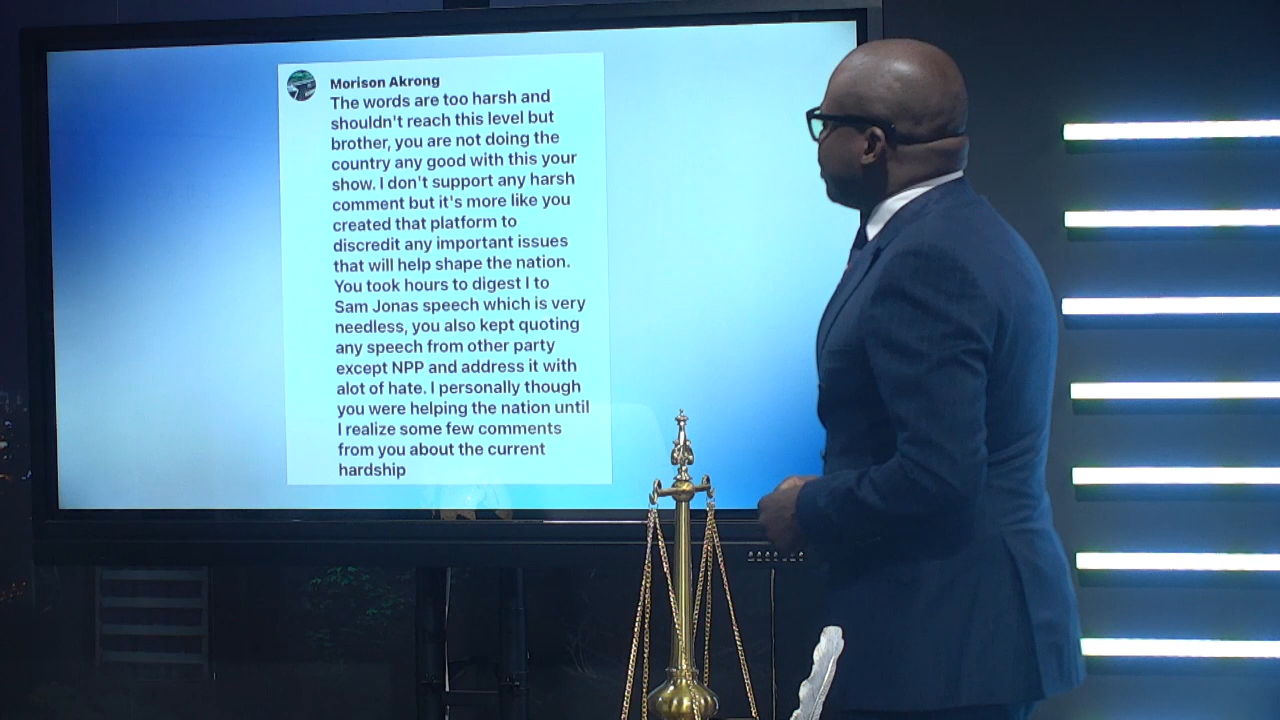 Morison Akrong
The words are too harsh and
shouldn't reach this level but
brother, you are not doing the
country any good with this your
show. I don't support any harsh
comment but it's more like you
created that platform to
discredit any important issues
that will help shape the nation.
You took hours to digest I to
Sam Jonas speech which is very
needless, you also kept quoting
any speech from other party
except NPP and address it with
alot of hate. I personally though
you were helping the nation until
I realize some few comments
from you about the current
hardship